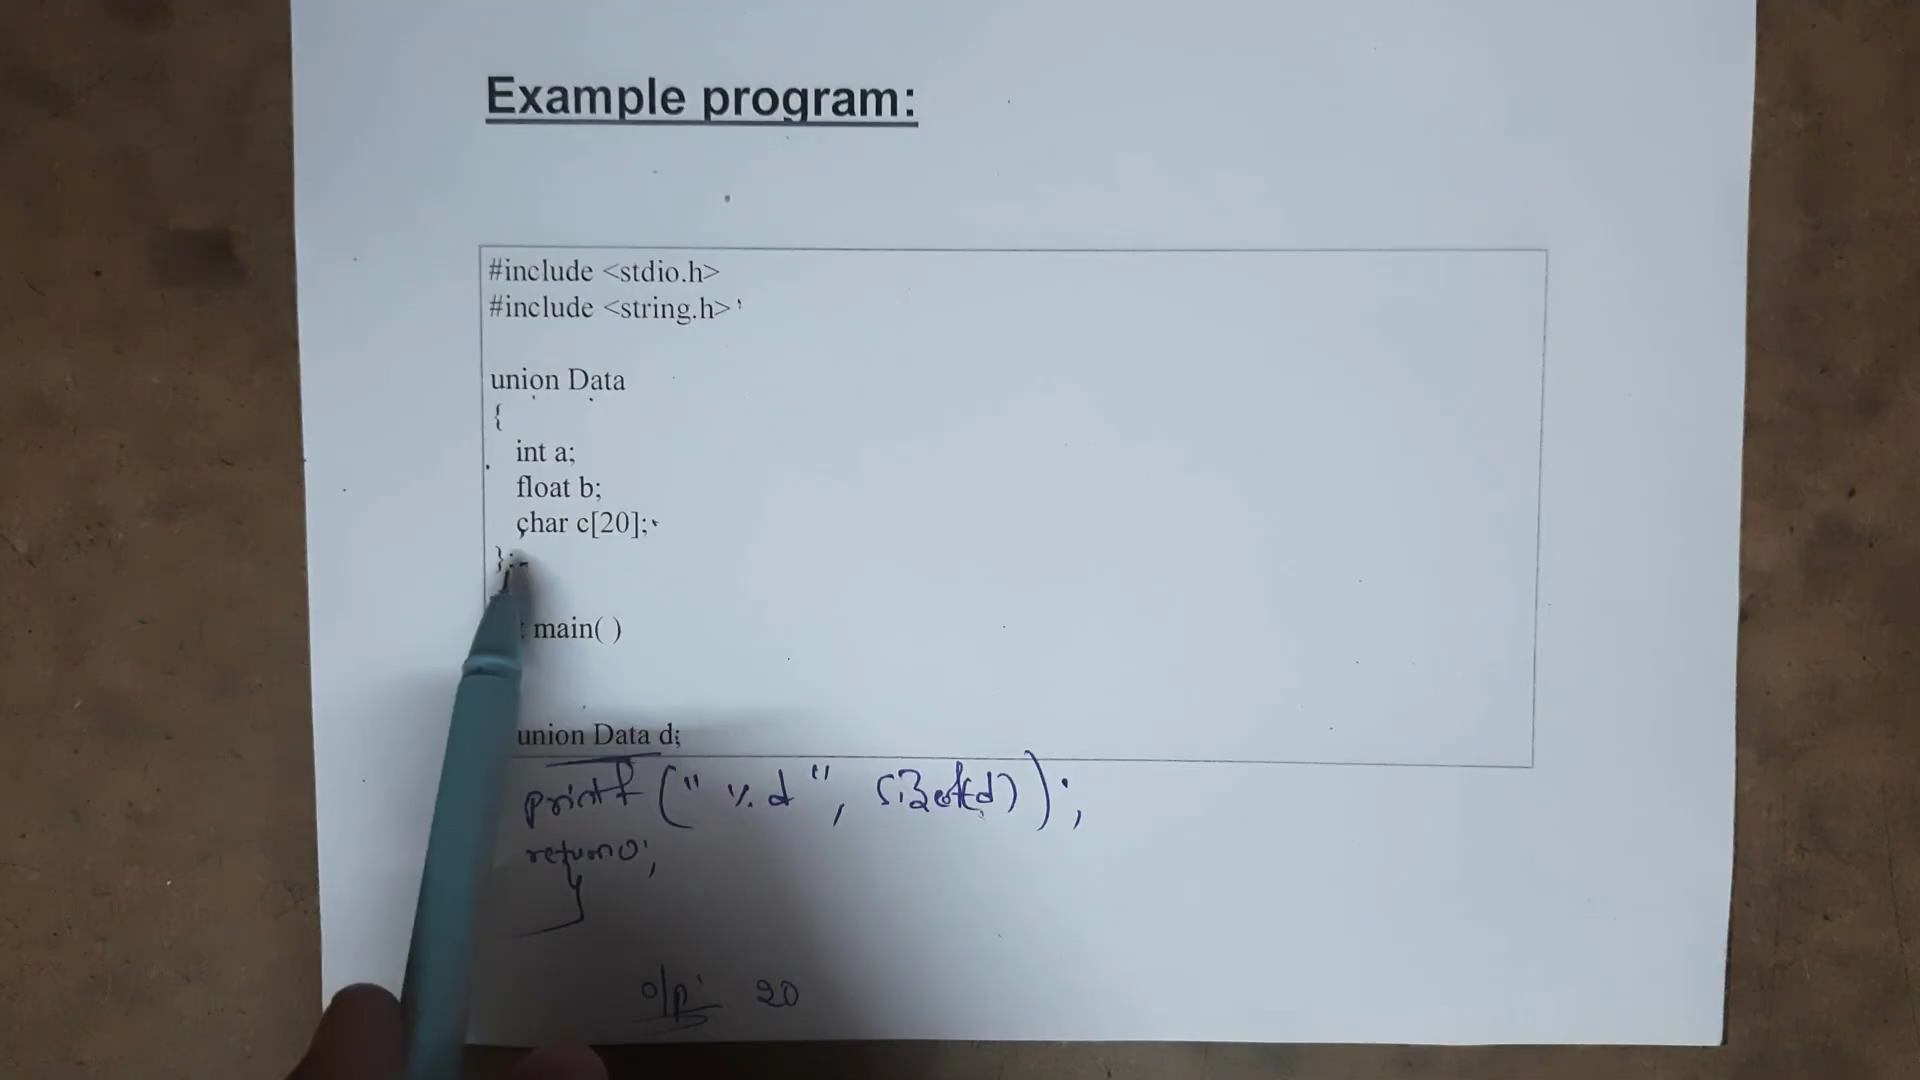 Example program:
#include <stdio.h>
#include <string.h>
union Data
{
int a;
float b;
char c[20];
};
main( )
union Data d;
printf (" %d ", sizeof(d));
return 0;
}
o/p: 20